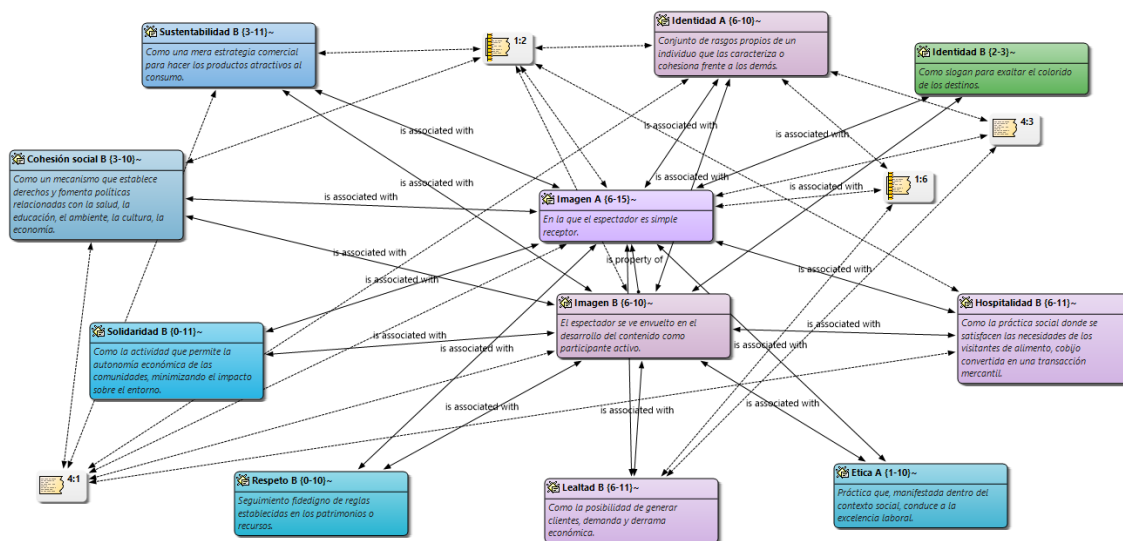 Sustentabilidad B {3-11}~
Como una mera estrategia comercial
para hacer los productos atractivos al
consumo.
1:2
Identidad A {6-10}~
Conjunto de rasgos propios de un
individuo que las caracteriza o
cohesiona frente a los demás.
Identidad B {2-3}~
Como slogan para exaltar el colorido
de los destinos.
4:3
1:6
is associated with
is associated with
is associated with
Cohesión social B {3-10}~
Como un mecanismo que establece
derechos y fomenta políticas
relacionadas con la salud, la
educación, el ambiente, la cultura, la
economía.
is associated with
is associated with
is associated with
is associated with
Imagen A {6-15}~
En la que el espectador es simple
receptor.
is associated with
is property of
is associated with
is associated with
Imagen B {6-10}~
El espectador se ve envuelto en el
desarrollo del contenido como
participante activo.
Hospitalidad B {6-11}~
Como la práctica social donde se
satisfacen las necesidades de los
visitantes de alimento, cobijo
convertida en una transacción
mercantil.
Solidaridad B {0-11}~
Como la actividad que permite la
autonomía económica de las
comunidades, minimizando el impacto
sobre el entorno.
is associated with
is associated with
is associated with
is associated with
is associated with
is associated with
is associated with
4:1
Respeto B {0-10}~
Seguimiento fidedigno de reglas
establecidas en los patrimonios o
recursos.
Lealtad B {6-11}~
Como la posibilidad de generar
clientes, demanda y derrama
económica.
Etica A {1-10}~
Práctica que, manifestada dentro del
contexto social, conduce a la
excelencia laboral.